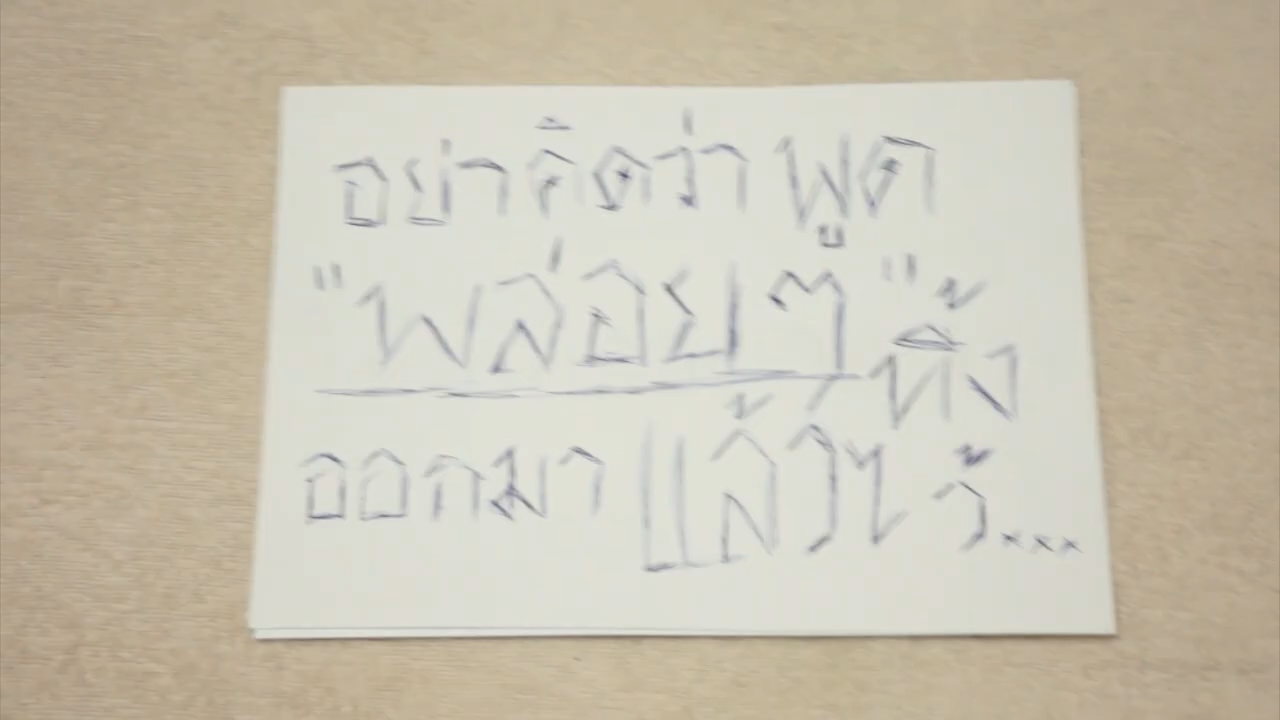 อย่าคิดว่า พูด
"พล่อย ๆ" ทิ้ง
ออกมา แล้วไว้...